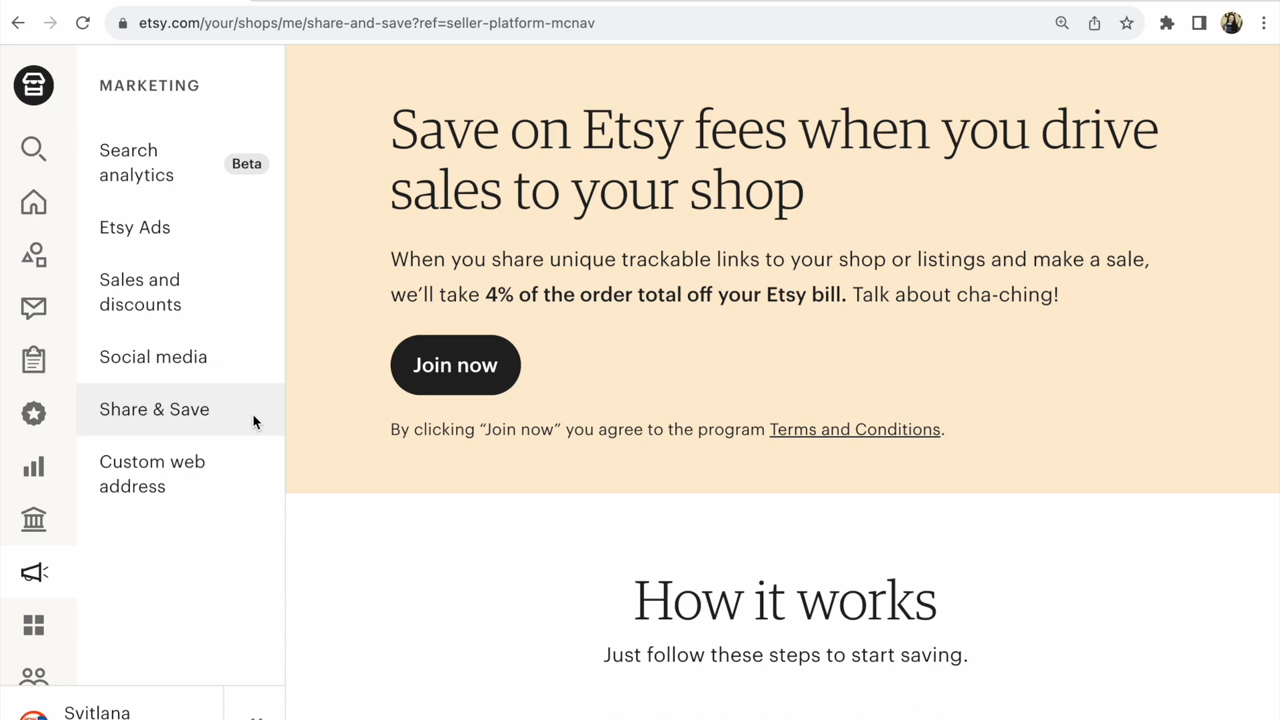 etsy.com/your/shops/me/share-and-save?ref=seller-platform-mcnav
MARKETING
Search
analytics
Beta
Etsy Ads
Sales and
discounts
Social media
Share & Save
Custom web
address
Svitlana
Save on Etsy fees when you drive
sales to your shop
When you share unique trackable links to your shop or listings and make a sale,
we’ll take 4% of the order total off your Etsy bill. Talk about cha-ching!
Join now
By clicking “Join now” you agree to the program Terms and Conditions.
How it works
Just follow these steps to start saving.